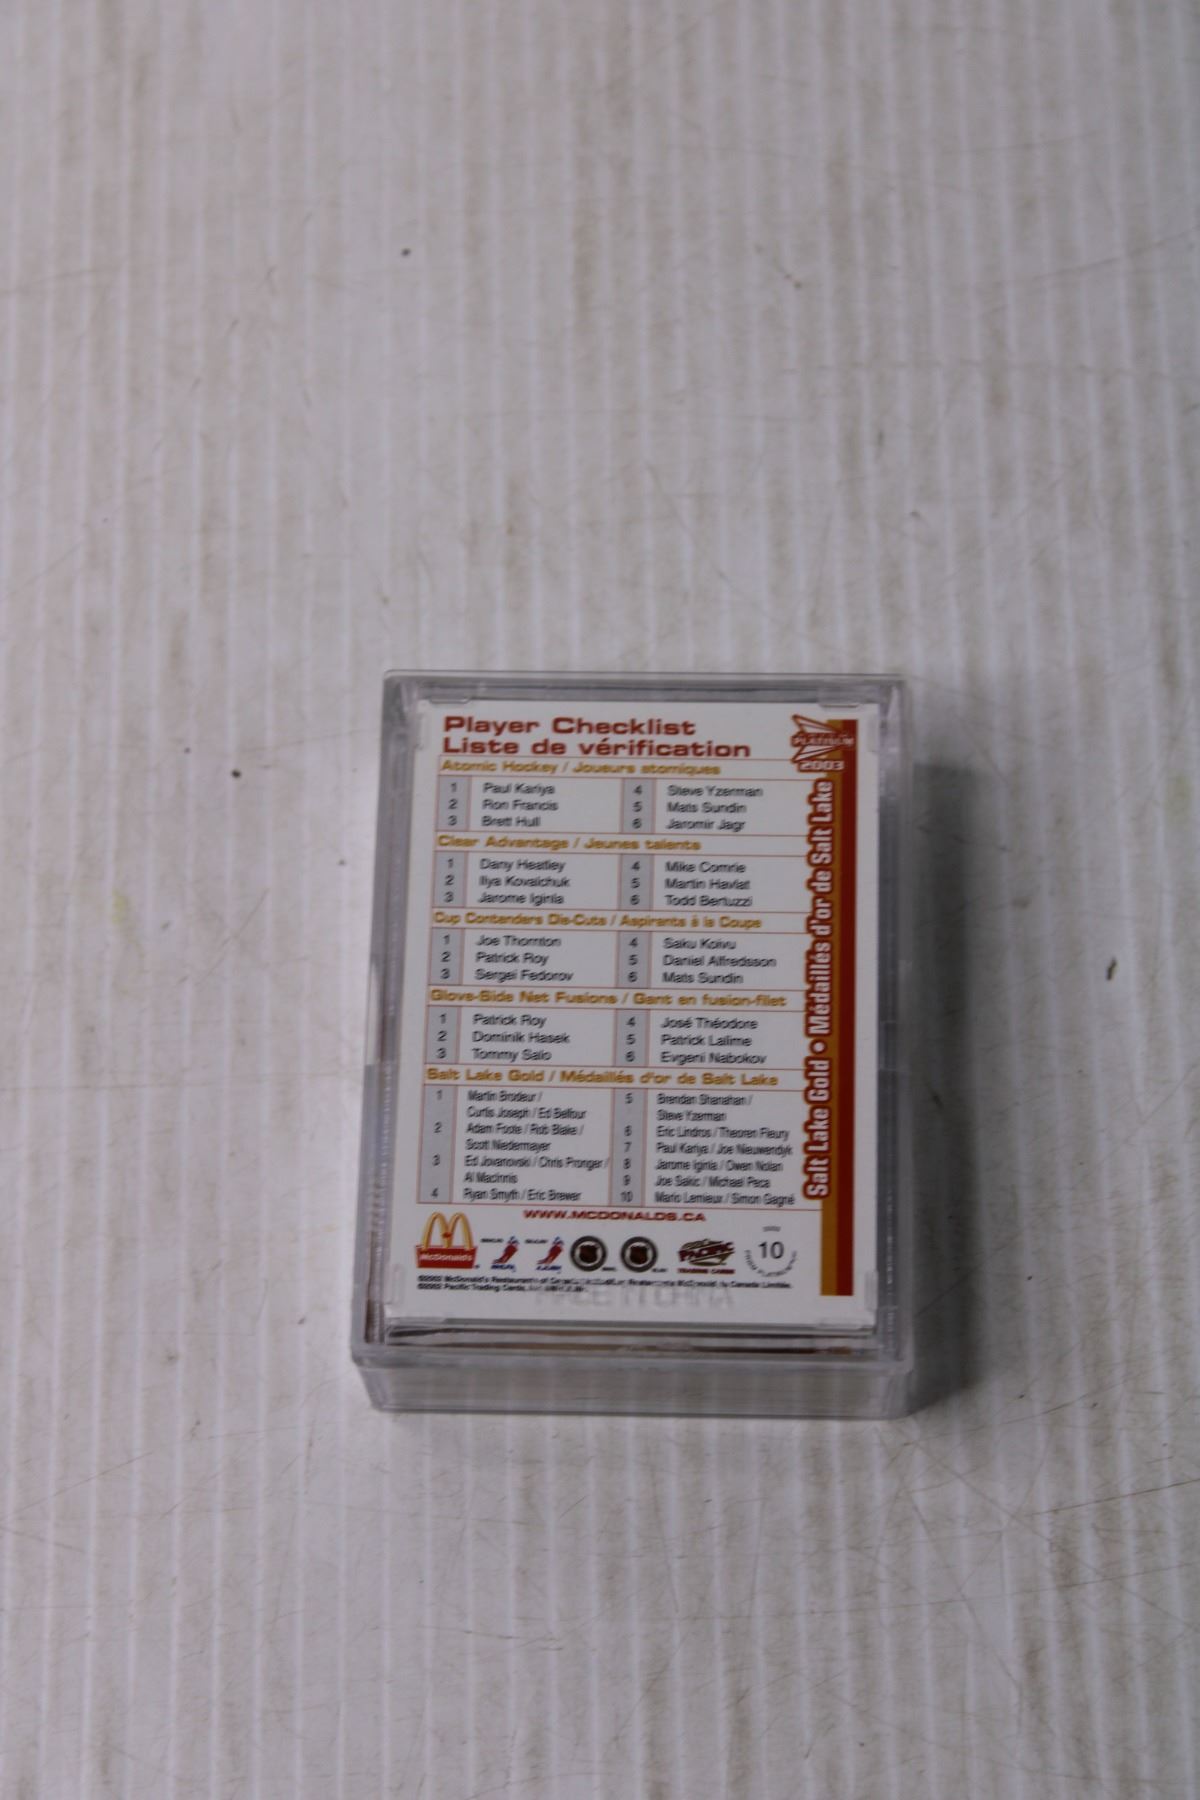 Player Checklist
Liste de vérification
PLATINUM
2003
Atomic Hockey / Joueurs atomiques
1 Paul Kariya 4 Steve Yzerman
2 Ron Francis 5 Mats Sundin
3 Brett Hull 6 Jaromir Jagr
Clear Advantage / Jeunes talents
1 Dany Heatley 4 Mike Comrie
2 Ilya Kovalchuk 5 Martin Havlat
3 Jarome Iginla 6 Todd Bertuzzi
Cup Contenders Die-Cuts / Aspirants à la Coupe
1 Joe Thornton 4 Saku Koivu
2 Patrick Roy 5 Daniel Alfredsson
3 Sergei Fedorov 6 Mats Sundin
Glove-Side Net Fusions / Gant en fusion-filet
1 Patrick Roy 4 José Théodore
2 Dominik Hasek 5 Patrick Lalime
3 Tommy Salo 6 Evgeni Nabokov
Salt Lake Gold / Médaillés d'or de Salt Lake
1 Martin Brodeur / 5 Brendan Shanahan /
Curtis Joseph / Ed Belfour Steve Yzerman
2 Adam Foote / Rob Blake / 6 Eric Lindros / Theoren Fleury
Scott Niedermayer 7 Paul Kariya / Joe Nieuwendyk
3 Ed Jovanovski / Chris Pronger / 8 Jarome Iginla / Owen Nolan
Al MacInnis 9 Joe Sakic / Michael Peca
4 Ryan Smyth / Eric Brewer 10 Mario Lemieux / Simon Gagné
Salt Lake Gold • Médaillés d'or de Salt Lake
WWW.MCDONALDS.CA
McDonald's
PACIFIC
TRADING CARDS
10